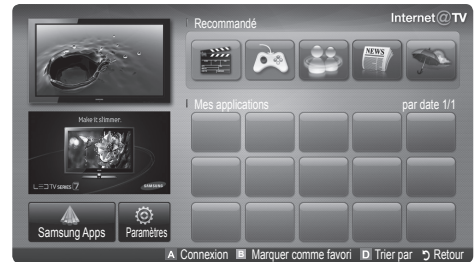 Internet@TV
Recommandé
NEWS
Mes applications
par date 1/1
Make it slimmer.
LED TV SERIES 7
SAMSUNG
Samsung Apps
Paramètres
A Connexion B Marquer comme favori D Trier par Retour